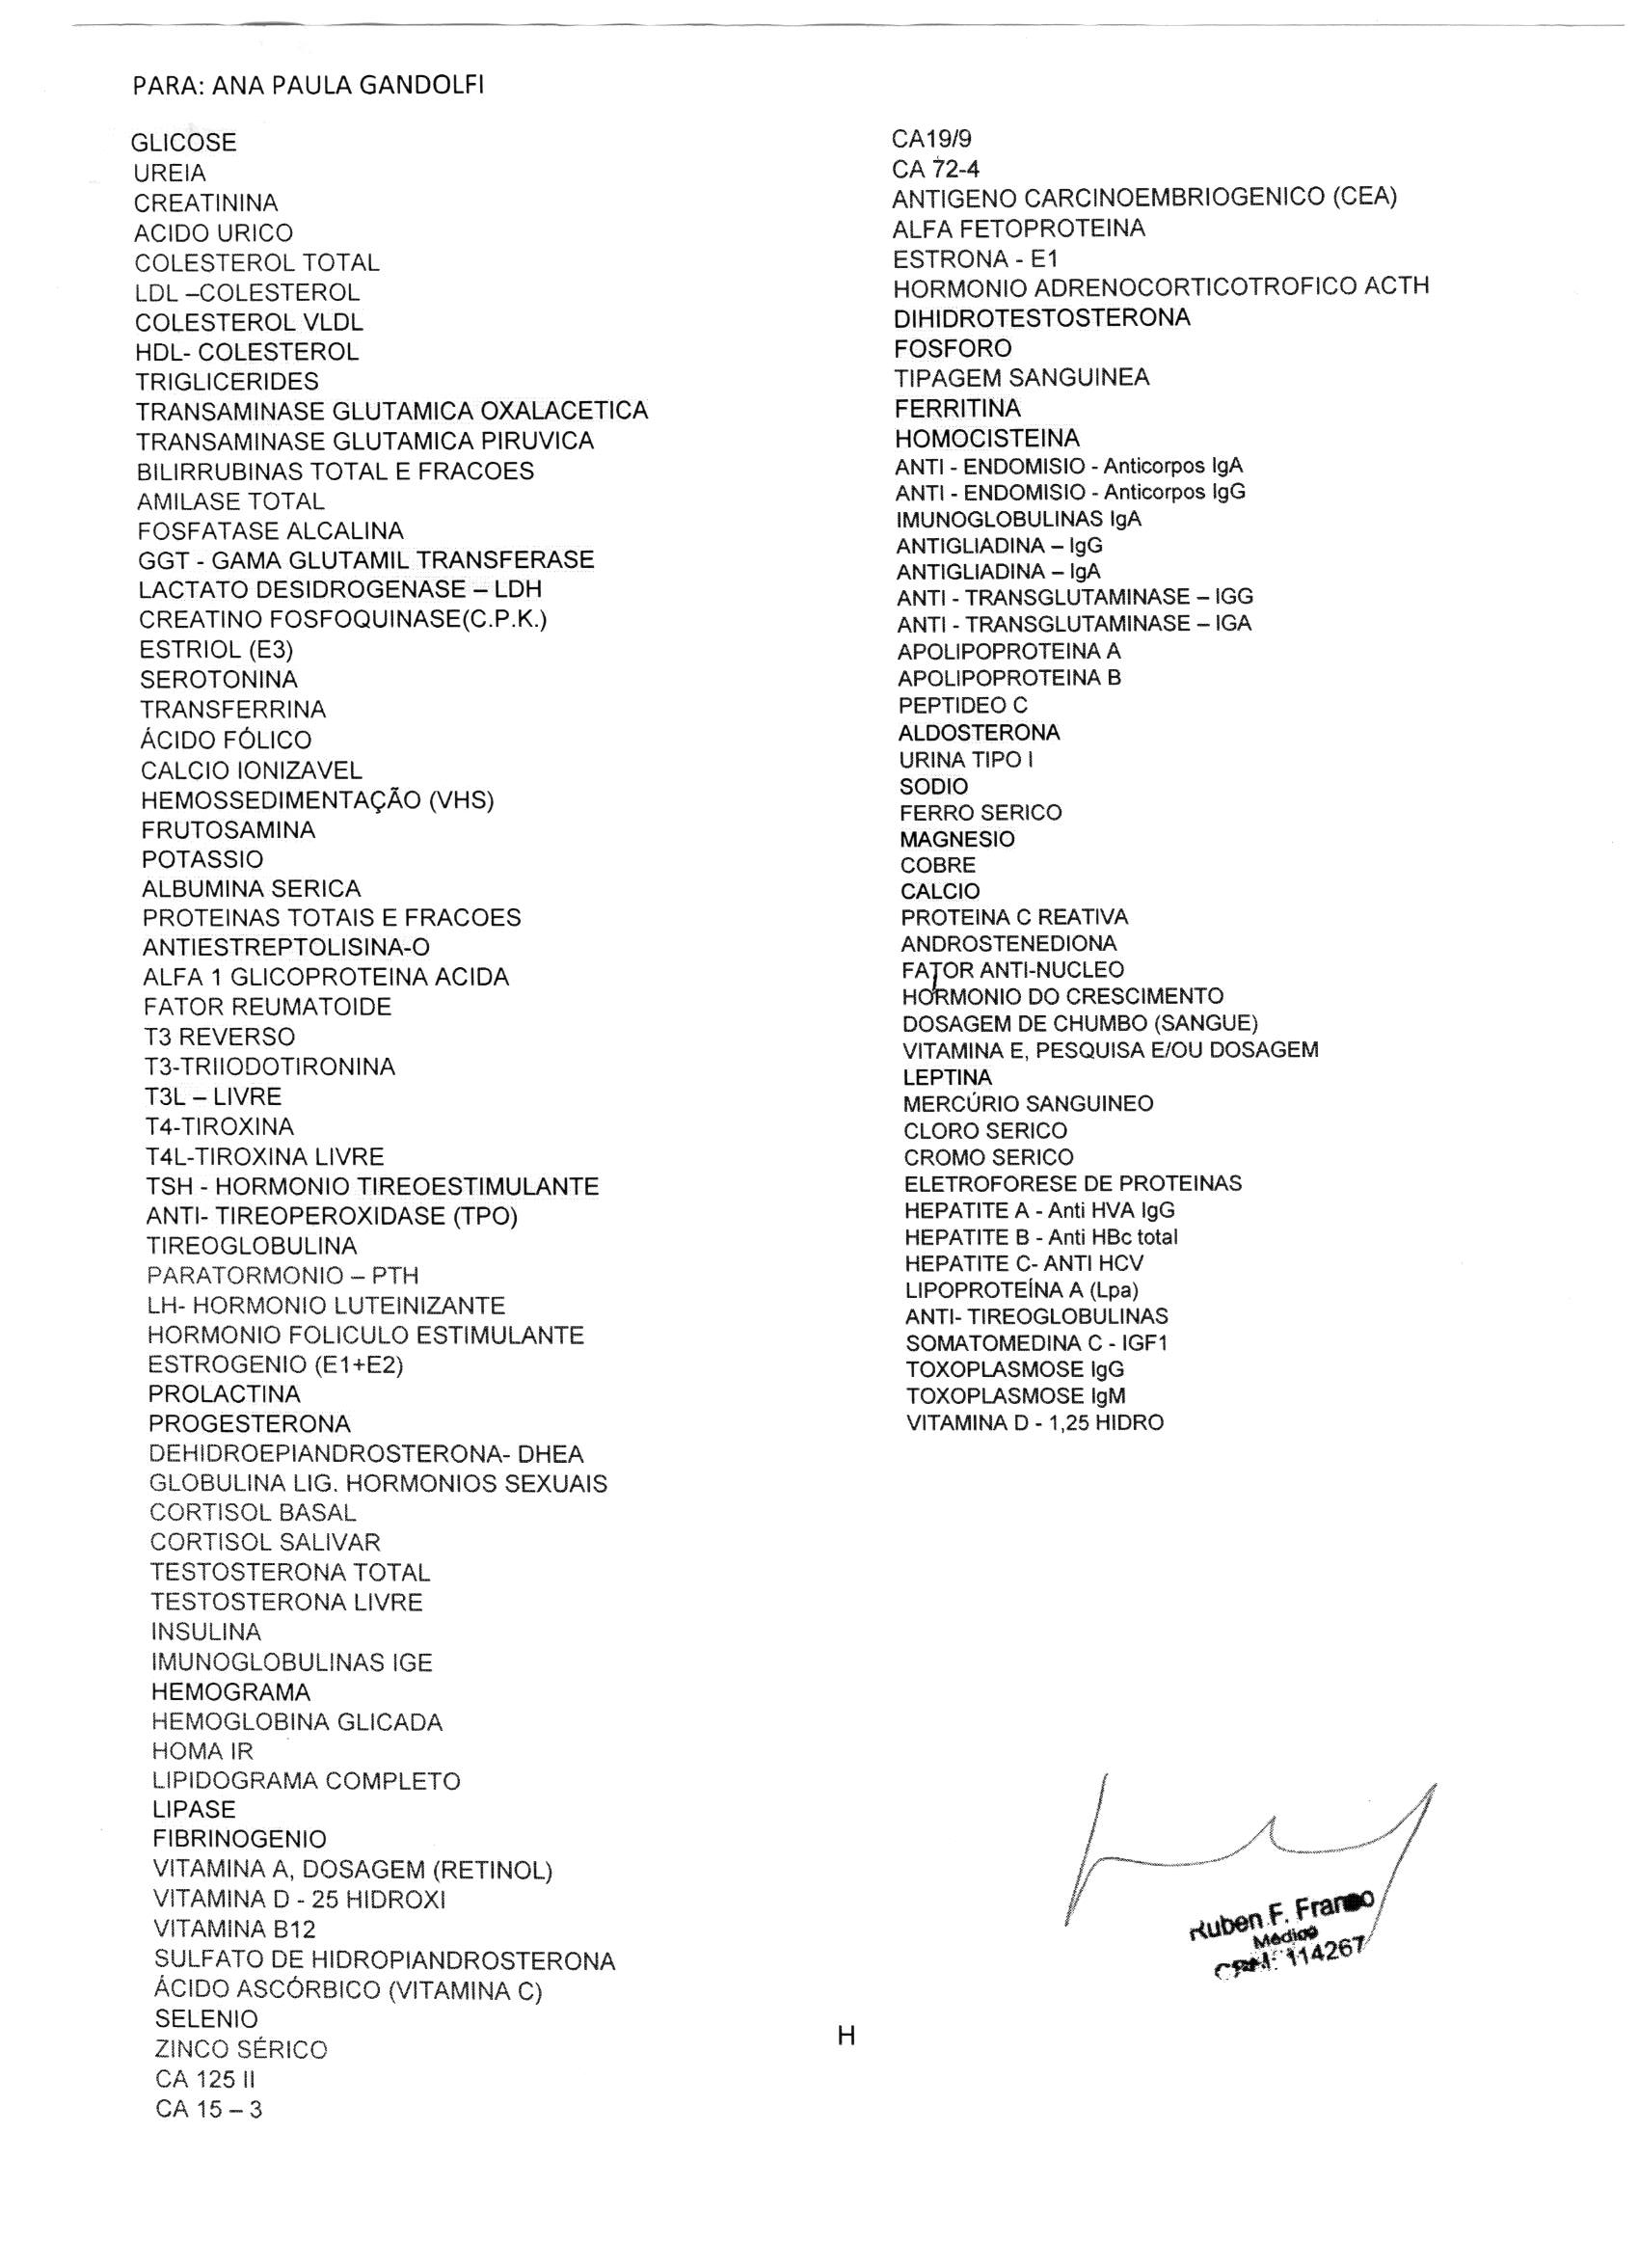 PARA: ANA PAULA GANDOLFI
GLICOSE
UREIA
CREATININA
ACIDO URICO
COLESTEROL TOTAL
LDL –COLESTEROL
COLESTEROL VLDL
HDL- COLESTEROL
TRIGLICERIDES
TRANSAMINASE GLUTAMICA OXALACETICA
TRANSAMINASE GLUTAMICA PIRUVICA
BILIRRUBINAS TOTAL E FRACOES
AMILASE TOTAL
FOSFATASE ALCALINA
GGT - GAMA GLUTAMIL TRANSFERASE
LACTATO DESIDROGENASE – LDH
CREATINO FOSFOQUINASE(C.P.K.)
ESTRIOL (E3)
SEROTONINA
TRANSFERRINA
ÁCIDO FÓLICO
CALCIO IONIZAVEL
HEMOSSEDIMENTAÇÃO (VHS)
FRUTOSAMINA
POTASSIO
ALBUMINA SERICA
PROTEINAS TOTAIS E FRACOES
ANTIESTREPTOLISINA-O
ALFA 1 GLICOPROTEINA ACIDA
FATOR REUMATOIDE
T3 REVERSO
T3-TRIIODOTIRONINA
T3L – LIVRE
T4-TIROXINA
T4L-TIROXINA LIVRE
TSH - HORMONIO TIREOESTIMULANTE
ANTI- TIREOPEROXIDASE (TPO)
TIREOGLOBULINA
PARATORMONIO – PTH
LH- HORMONIO LUTEINIZANTE
HORMONIO FOLICULO ESTIMULANTE
ESTROGENIO (E1+E2)
PROLACTINA
PROGESTERONA
DEHIDROEPIANDROSTERONA- DHEA
GLOBULINA LIG. HORMONIOS SEXUAIS
CORTISOL BASAL
CORTISOL SALIVAR
TESTOSTERONA TOTAL
TESTOSTERONA LIVRE
INSULINA
IMUNOGLOBULINAS IGE
HEMOGRAMA
HEMOGLOBINA GLICADA
HOMA IR
LIPIDOGRAMA COMPLETO
LIPASE
FIBRINOGENIO
VITAMINA A, DOSAGEM (RETINOL)
VITAMINA D - 25 HIDROXI
VITAMINA B12
SULFATO DE HIDROPIANDROSTERONA
ÁCIDO ASCÓRBICO (VITAMINA C)
SELENIO
ZINCO SÉRICO
CA 125 II
CA 15 – 3
CA19/9
CA 72-4
ANTIGENO CARCINOEMBRIOGENICO (CEA)
ALFA FETOPROTEINA
ESTRONA - E1
HORMONIO ADRENOCORTICOTROFICO ACTH
DIHIDROTESTOSTERONA
FOSFORO
TIPAGEM SANGUINEA
FERRITINA
HOMOCISTEINA
ANTI - ENDOMISIO - Anticorpos IgA
ANTI - ENDOMISIO - Anticorpos IgG
IMUNOGLOBULINAS IgA
ANTIGLIADINA – IgG
ANTIGLIADINA – IgA
ANTI - TRANSGLUTAMINASE – IGG
ANTI - TRANSGLUTAMINASE – IGA
APOLIPOPROTEINA A
APOLIPOPROTEINA B
PEPTIDEO C
ALDOSTERONA
URINA TIPO I
SODIO
FERRO SERICO
MAGNESIO
COBRE
CALCIO
PROTEINA C REATIVA
ANDROSTENEDIONA
FATOR ANTI-NUCLEO
HORMONIO DO CRESCIMENTO
DOSAGEM DE CHUMBO (SANGUE)
VITAMINA E, PESQUISA E/OU DOSAGEM
LEPTINA
MERCÚRIO SANGUINEO
CLORO SERICO
CROMO SERICO
ELETROFORESE DE PROTEINAS
HEPATITE A - Anti HVA IgG
HEPATITE B - Anti HBc total
HEPATITE C- ANTI HCV
LIPOPROTEÍNA A (Lpa)
ANTI- TIREOGLOBULINAS
SOMATOMEDINA C - IGF1
TOXOPLASMOSE IgG
TOXOPLASMOSE IgM
VITAMINA D - 1,25 HIDRO
Ruben F. Franco
Médico
CRM: 114267
H